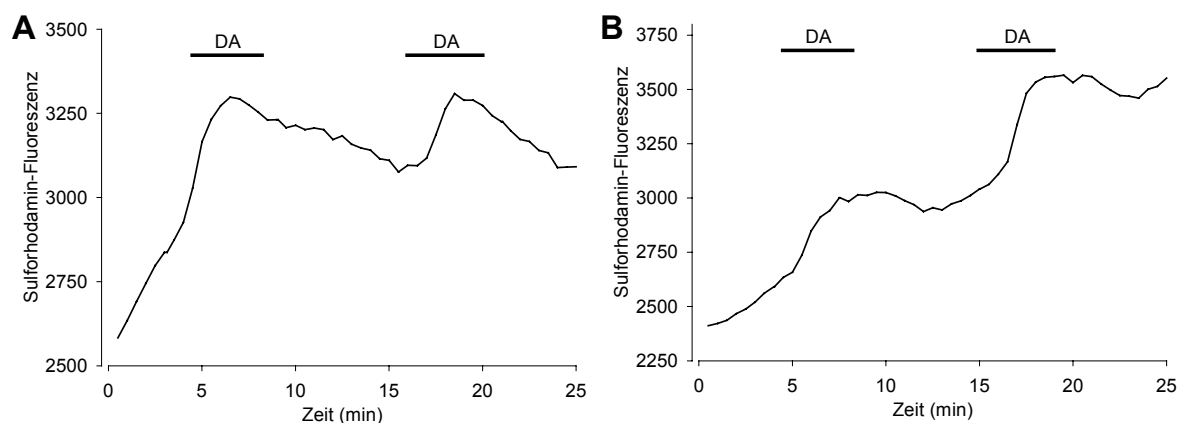 A
DA DA
Sulforhodamin-Fluoreszenz
3500
3250
3000
2750
2500
0 5 10 15 20 25
Zeit (min)
B
DA DA
Sulforhodamin-Fluoreszenz
3750
3500
3250
3000
2750
2500
2250
0 5 10 15 20 25
Zeit (min)